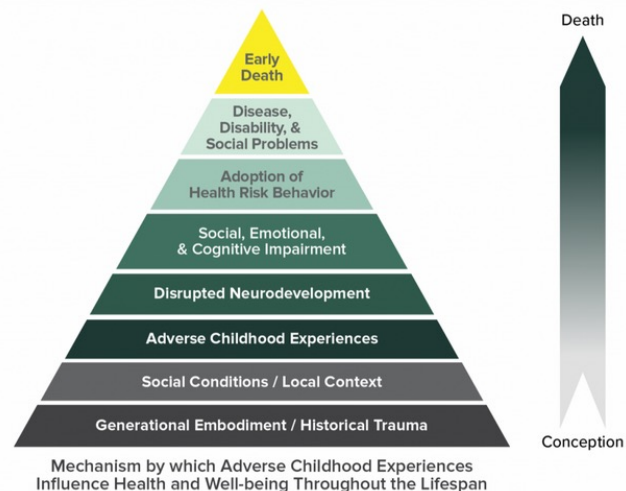 Death
Early
Death
Disease,
Disability, &
Social Problems
Adoption of
Health Risk Behavior
Social, Emotional,
& Cognitive Impairment
Disrupted Neurodevelopment
Adverse Childhood Experiences
Social Conditions / Local Context
Generational Embodiment / Historical Trauma
Conception
Mechanism by which Adverse Childhood Experiences
Influence Health and Well-being Throughout the Lifespan